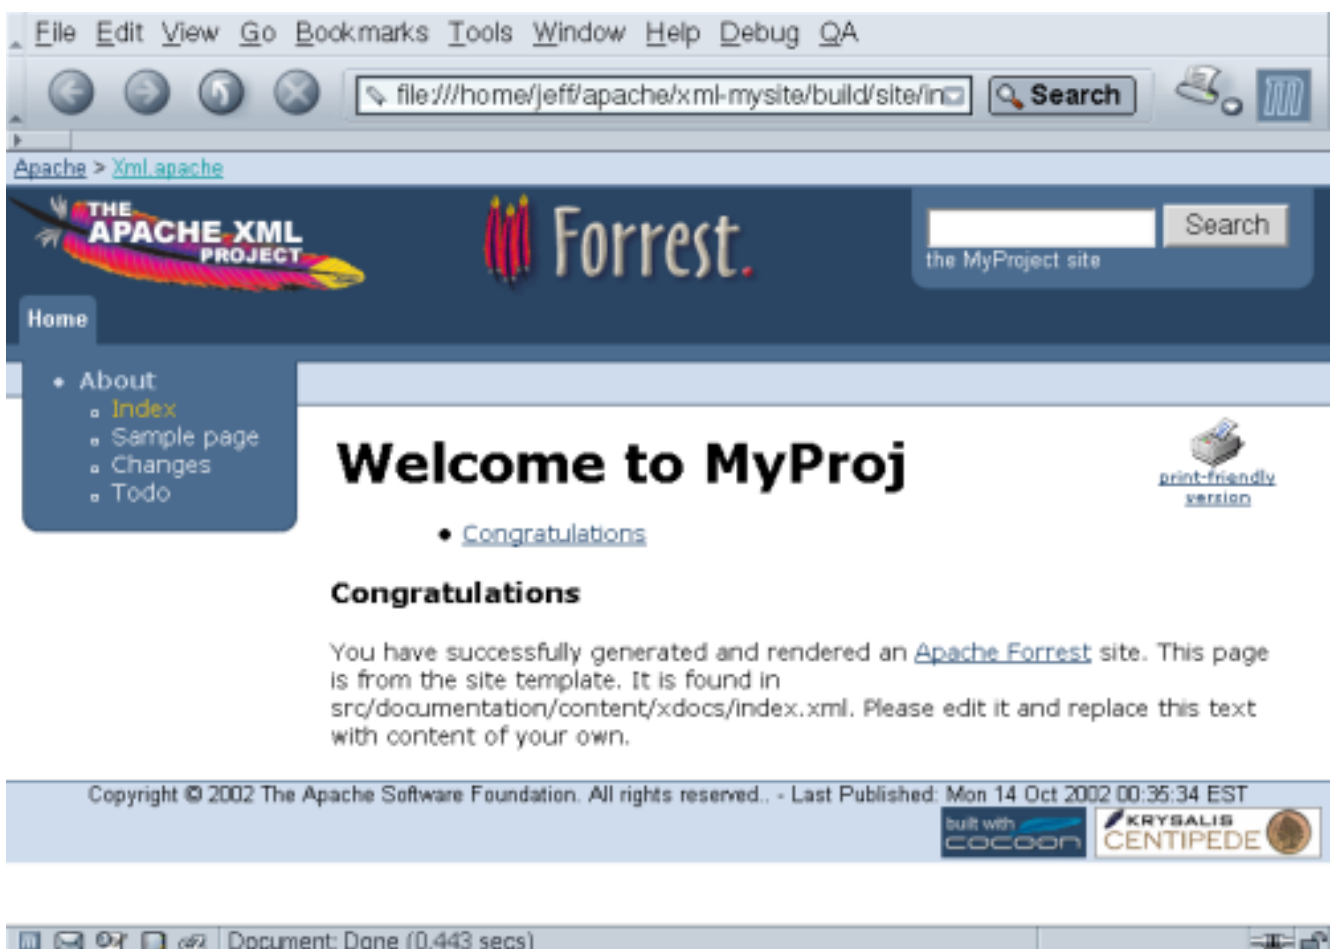 File Edit View Go Bookmarks Tools Window Help Debug QA
file:///home/jeff/apache/xml-mysite/build/site/in
Search
Apache > Xml.apache
THE
APACHE XML
PROJECT
Forrest.
Search
the MyProject site
Home
About
Index
Sample page
Changes
Todo
Welcome to MyProj
print-friendly
version
Congratulations
Congratulations
You have successfully generated and rendered an Apache Forrest site. This page
is from the site template. It is found in
src/documentation/content/xdocs/index.xml. Please edit it and replace this text
with content of your own.
Copyright © 2002 The Apache Software Foundation. All rights reserved.. - Last Published: Mon 14 Oct 2002 00:35:34 EST
built with
cocoon
KRYSALIS
CENTIPEDE
Document: Done (0.443 secs)